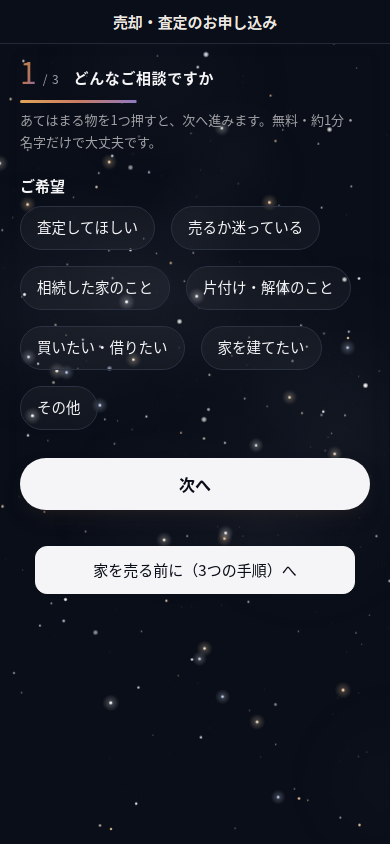 売却・査定のお申し込み
1 / 3 どんなご相談ですか
あてはまる物を1つ押すと、次へ進みます。無料・約1分・
名字だけで大丈夫です。
ご希望
査定してほしい 売るか迷っている
相続した家のこと 片付け・解体のこと
買いたい・借りたい 家を建てたい
その他
次へ
家を売る前に（3つの手順）へ